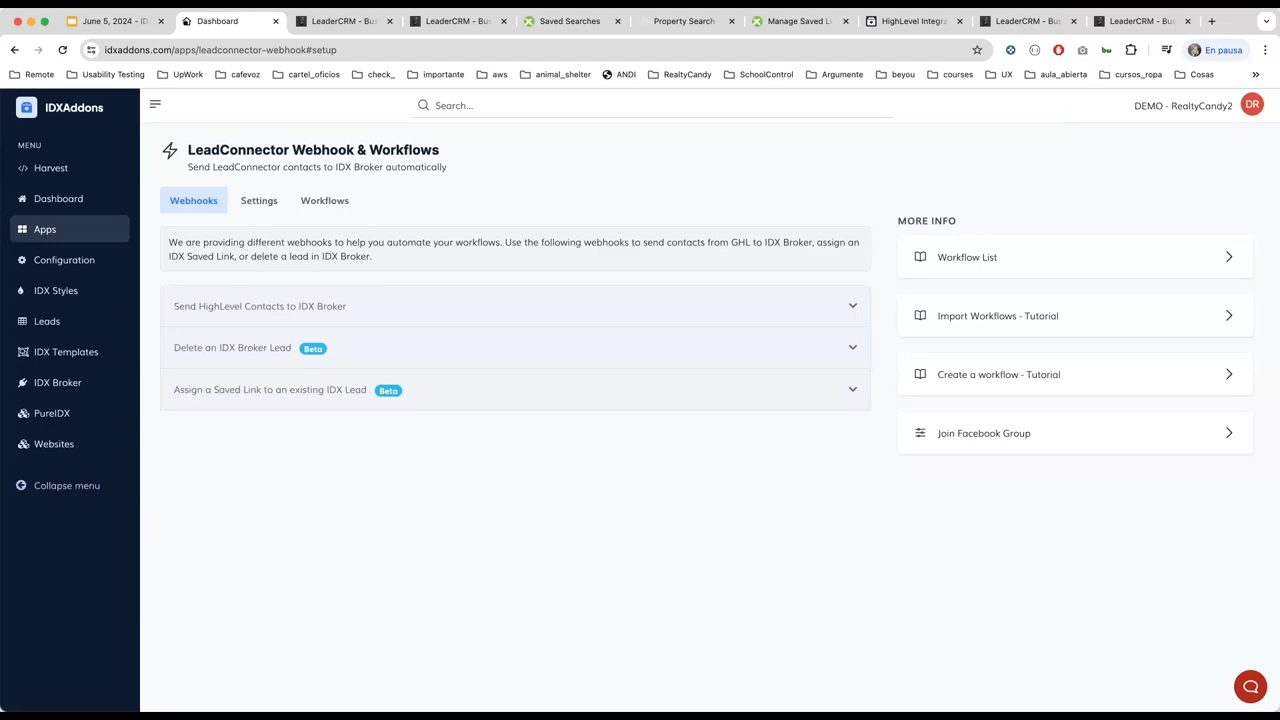 June 5, 2024 - ID
Dashboard
LeaderCRM - Bus
LeaderCRM - Bus
Saved Searches
Property Search
Manage Saved Li
HighLevel Integra
LeaderCRM - Bus
LeaderCRM - Bus
idxaddons.com/apps/leadconnector-webhook#setup
En pausa
Remote
Usability Testing
UpWork
cafevoz
cartel_oficios
check_
importante
aws
animal_shelter
ANDI
RealtyCandy
SchoolControl
Argumente
beyou
courses
UX
aula_abierta
cursos_ropa
Cosas
IDXAddons
Search...
DEMO - RealtyCandy2
DR
MENU
Harvest
Dashboard
Apps
Configuration
IDX Styles
Leads
IDX Templates
IDX Broker
PureIDX
Websites
Collapse menu
LeadConnector Webhook & Workflows
Send LeadConnector contacts to IDX Broker automatically
Webhooks
Settings
Workflows
We are providing different webhooks to help you automate your workflows. Use the following webhooks to send contacts from GHL to IDX Broker, assign an
IDX Saved Link, or delete a lead in IDX Broker.
Send HighLevel Contacts to IDX Broker
Delete an IDX Broker Lead Beta
Assign a Saved Link to an existing IDX Lead Beta
MORE INFO
Workflow List
Import Workflows - Tutorial
Create a workflow - Tutorial
Join Facebook Group